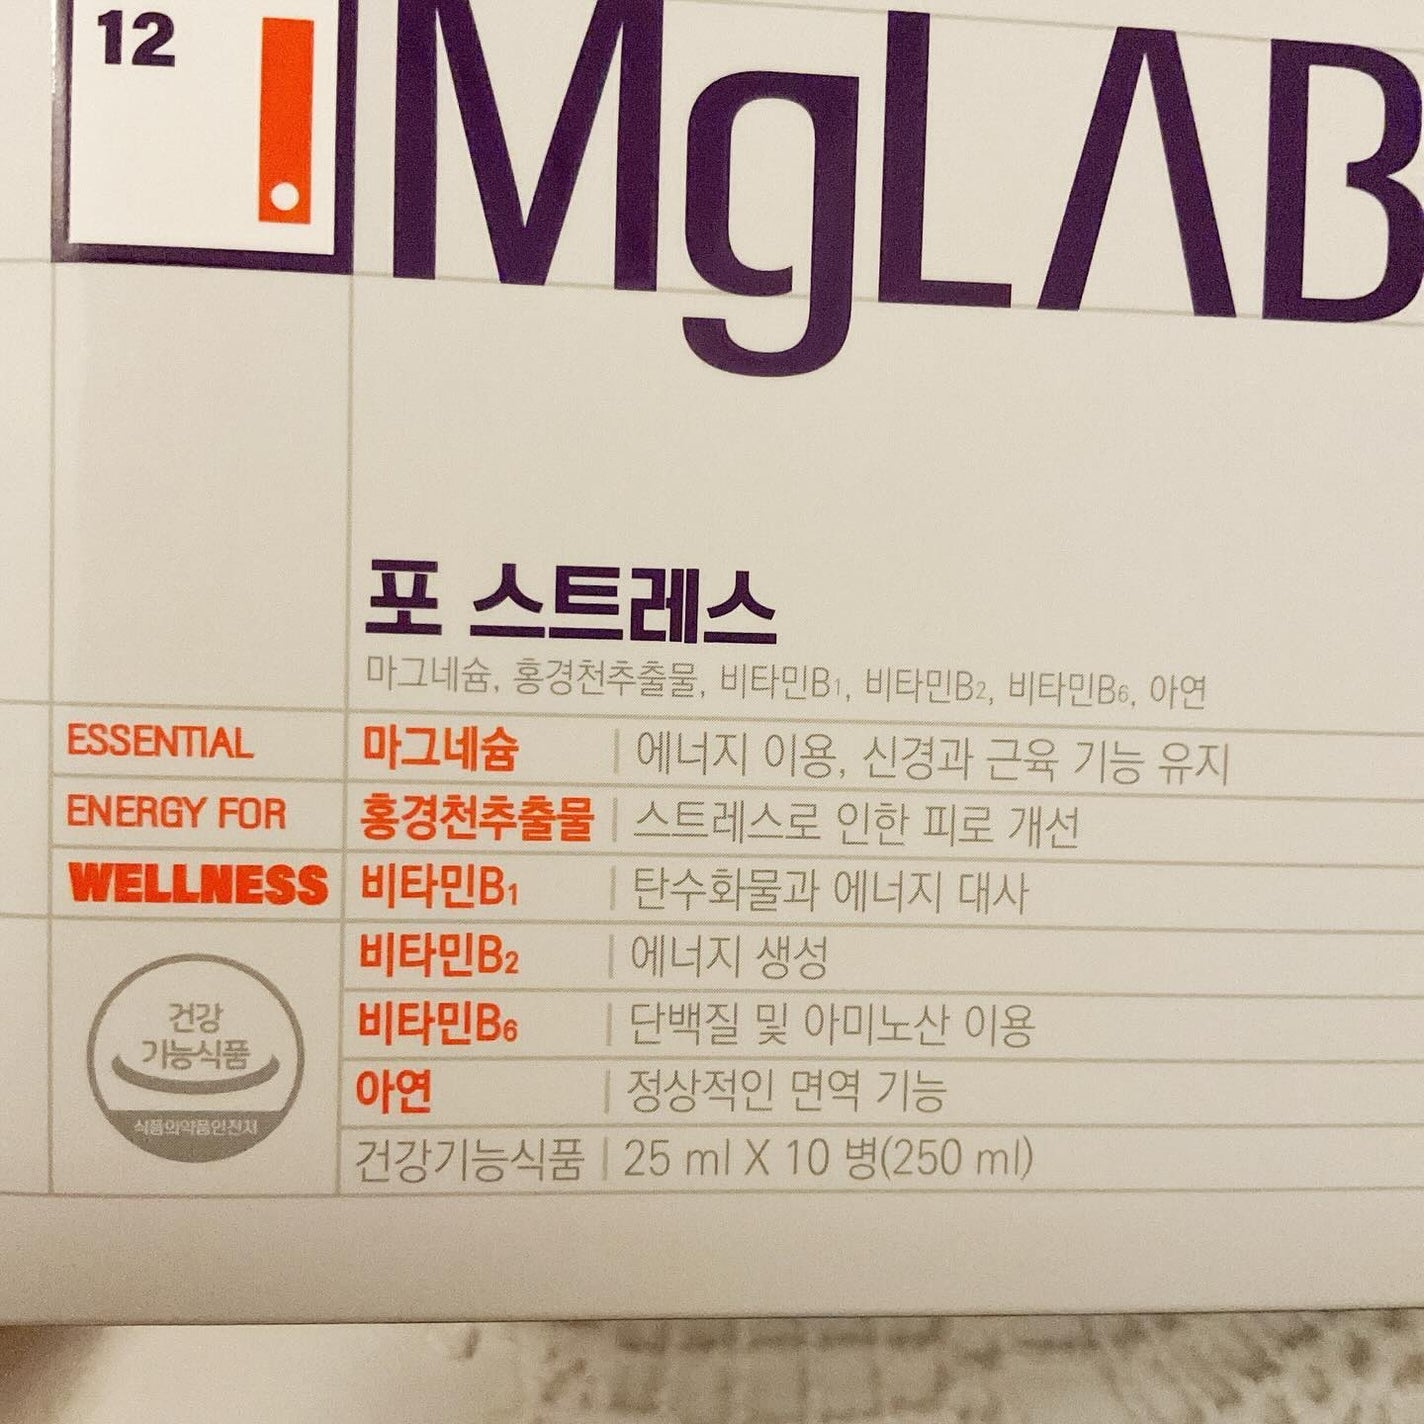 12
MgLAB
포 스트레스
마그네슘, 홍경천추출물, 비타민B1, 비타민B2, 비타민B6, 아연
ESSENTIAL
마그네슘 | 에너지 이용, 신경과 근육 기능 유지
ENERGY FOR
홍경천추출물 | 스트레스로 인한 피로 개선
WELLNESS
비타민B1 | 탄수화물과 에너지 대사
비타민B2 | 에너지 생성
비타민B6 | 단백질 및 아미노산 이용
아연 | 정상적인 면역 기능
건강기능식품 | 25 ml X 10 병(250 ml)
건강
기능식품
식품의약품안전처